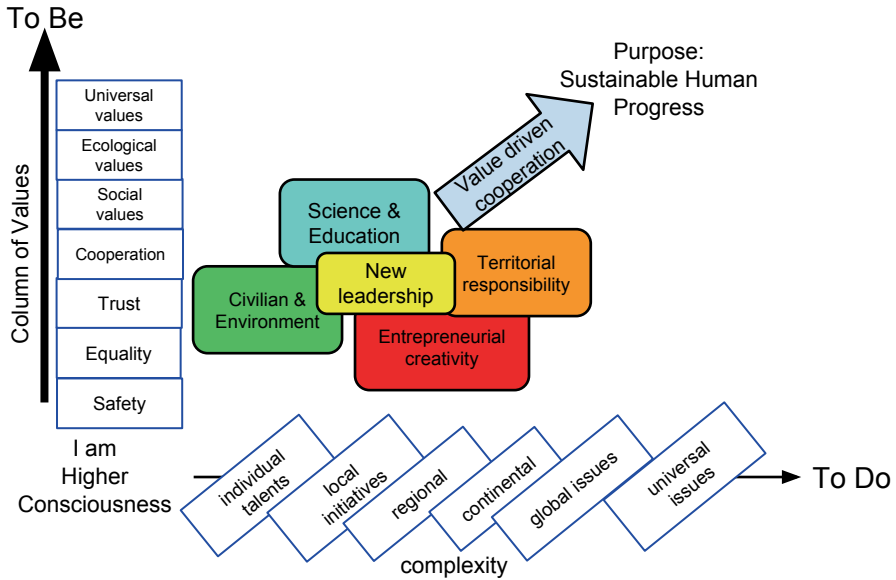 To Be
Column of Values
Universal
values
Ecological
values
Social
values
Cooperation
Trust
Equality
Safety
I am
Higher
Consciousness
Purpose:
Sustainable Human
Progress
Value driven
cooperation
Science &
Education
New
leadership
Territorial
responsibility
Civilian &
Environment
Entrepreneurial
creativity
individual
talents
local
initiatives
regional
continental
global issues
universal
issues
To Do
complexity